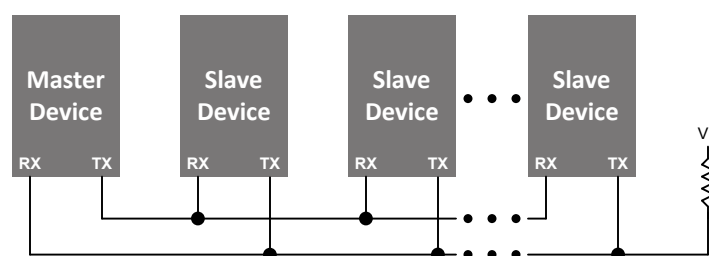 Master
Device
Slave
Device
Slave
Device
Slave
Device
V
RX TX
RX TX
RX TX
RX TX